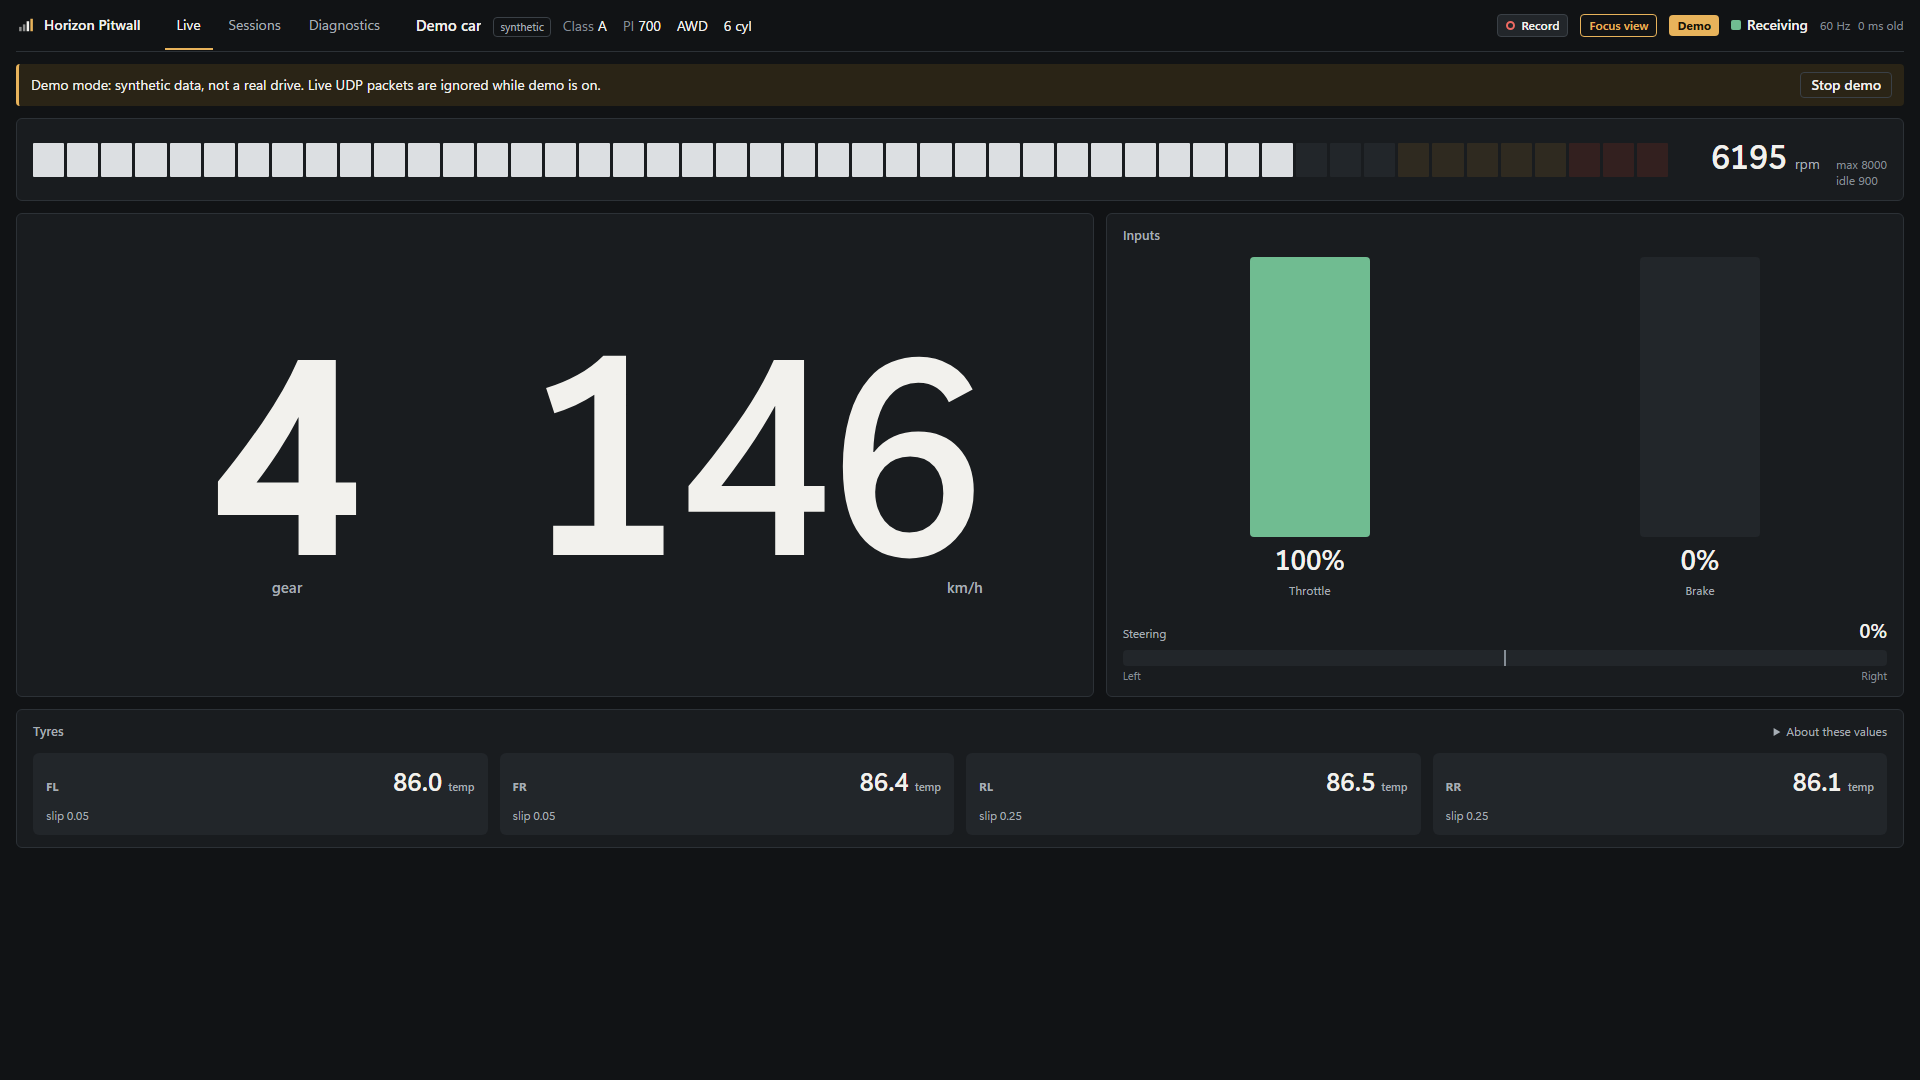 Horizon Pitwall Live Sessions Diagnostics Demo car synthetic Class A PI 700 AWD 6 cyl Record Focus view Demo Receiving 60 Hz 0 ms old
Demo mode: synthetic data, not a real drive. Live UDP packets are ignored while demo is on. Stop demo
6195 rpm max 8000
idle 900
4 146
gear km/h
Inputs
100% 0%
Throttle Brake
Steering 0%
Left Right
Tyres About these values
FL 86.0 temp FR 86.4 temp RL 86.5 temp RR 86.1 temp
slip 0.05 slip 0.05 slip 0.25 slip 0.25